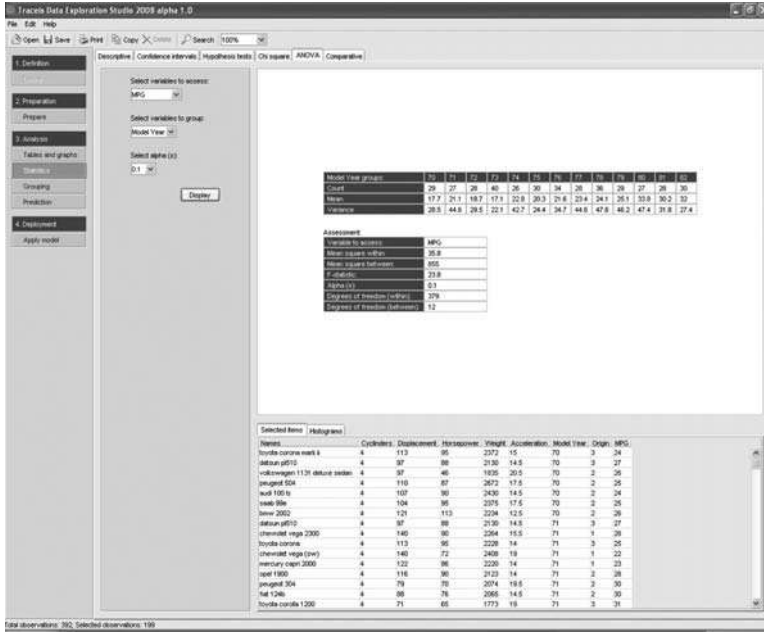 Traceis Data Exploration Studio 2008 alpha 1.0
File Edit Help
Open Save Print Copy Delete Search 100%
Descriptive Confidence intervals Hypothesis tests Chi square ANOVA Comparative
1. Definition
2. Preparation
Prepare
3. Analysis
Tables and graphs
Statistics
Grouping
Prediction
4. Deployment
Apply model
Select variables to assess:
MPG
Select variables to group:
Model Year
Select alpha (α):
0.1
Display
Model Year groups: 70 71 72 73 74 75 76 77 78 79 80 81 82
Count 29 27 28 40 26 30 34 28 36 29 27 28 30
Mean 17.7 21.1 18.7 17.1 22.8 20.3 21.6 23.4 24.1 25.1 33.8 30.2 32
Variance 28.5 44.8 29.5 22.1 42.7 24.4 34.7 44.8 47.8 46.2 47.4 31.8 27.4
Assessment:
Variable to assess: MPG
Mean square within: 35.8
Mean square between: 855
F-statistic: 23.8
Alpha (α): 0.1
Degrees of freedom (within): 379
Degrees of freedom (between): 12
Selected items Histograms
Names Cyclinders Displacement Horsepower Weight Acceleration Model Year Origin MPG
toyota corona mark ii 4 113 95 2372 15 70 3 24
datsun pl510 4 97 88 2130 14.5 70 3 27
volkswagen 1131 deluxe sedan 4 97 46 1835 20.5 70 2 26
peugeot 504 4 110 87 2672 17.5 70 2 25
audi 100 ls 4 107 90 2430 14.5 70 2 24
saab 99e 4 104 95 2375 17.5 70 2 25
bmw 2002 4 121 113 2234 12.5 70 2 26
datsun pl510 4 97 88 2130 14.5 71 3 27
chevrolet vega 2300 4 140 90 2264 15.5 71 1 28
toyota corona 4 113 95 2228 14 71 3 25
chevrolet vega (sw) 4 140 72 2408 19 71 1 22
mercury capri 2000 4 122 86 2220 14 71 1 23
opel 1900 4 116 90 2123 14 71 2 28
peugeot 304 4 79 70 2074 19.5 71 2 30
fiat 124b 4 88 76 2065 14.5 71 2 30
toyota corolla 1200 4 71 65 1773 19 71 3 31
Total observations: 392, Selected observations: 199